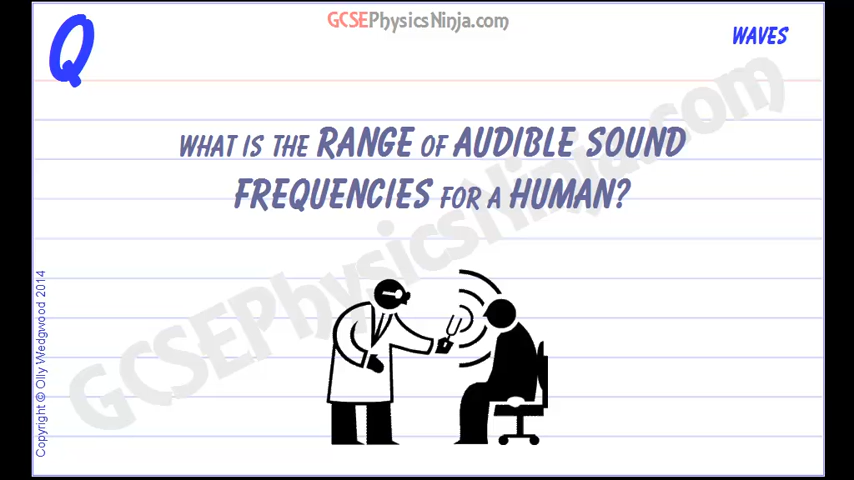 GCSEPhysicsNinja.com
Q
WAVES
WHAT IS THE RANGE OF AUDIBLE SOUND
FREQUENCIES FOR A HUMAN?
GCSEPhysicsNinja.com
Copyright © Olly Wedgwood 2014